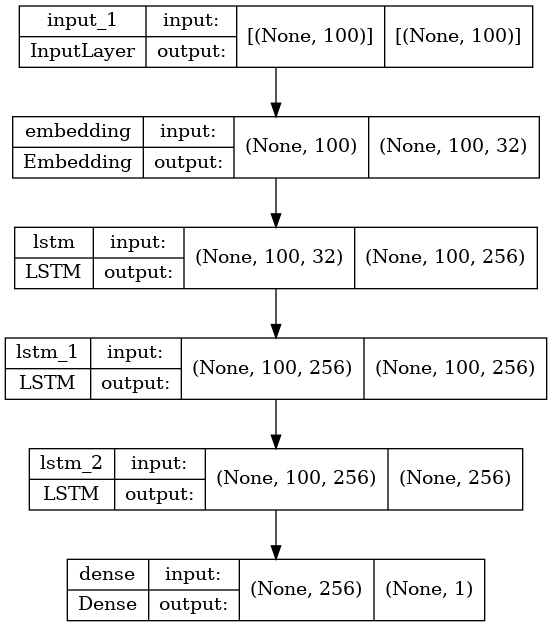 input_1 input: [(None, 100)] [(None, 100)]
InputLayer output:
embedding input: (None, 100) (None, 100, 32)
Embedding output:
lstm input: (None, 100, 32) (None, 100, 256)
LSTM output:
lstm_1 input: (None, 100, 256) (None, 100, 256)
LSTM output:
lstm_2 input: (None, 100, 256) (None, 256)
LSTM output:
dense input: (None, 256) (None, 1)
Dense output: